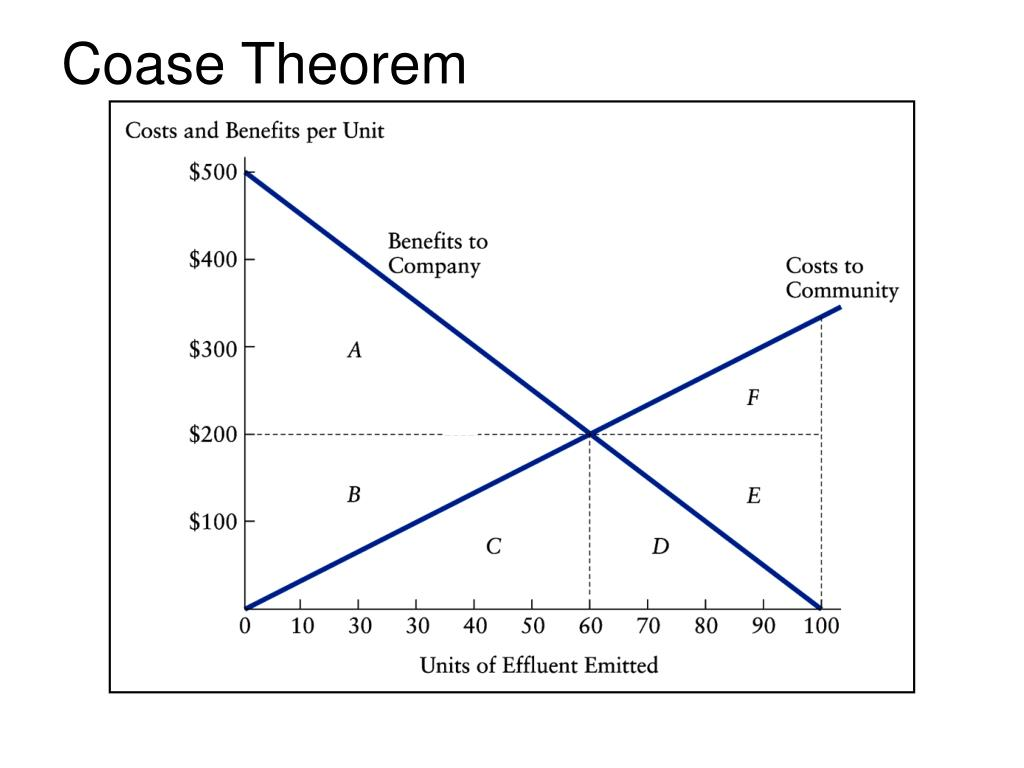 Coase Theorem
Costs and Benefits per Unit
$500
Benefits to
Company
$400
Costs to
Community
$300
A
F
$200
B
E
$100
C
D
0 10 30 30 40 50 60 70 80 90 100
Units of Effluent Emitted